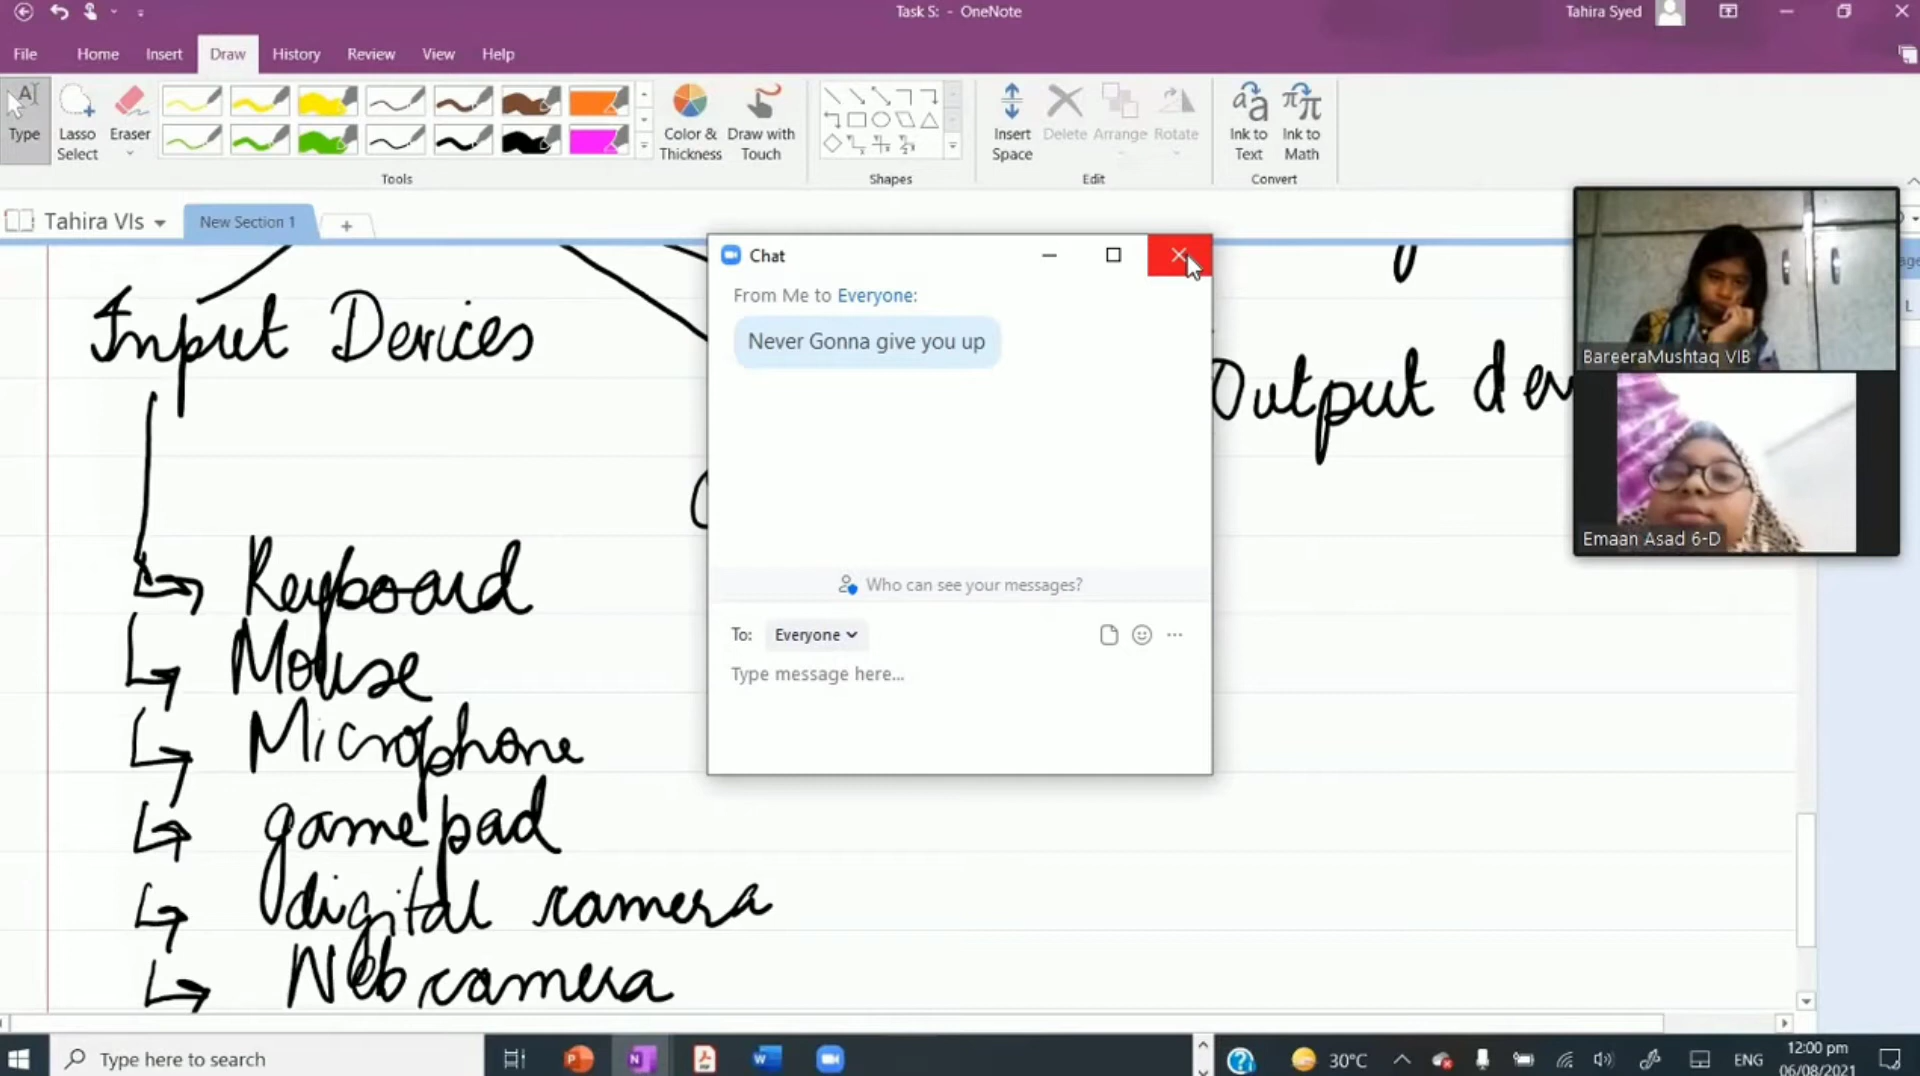 Task S: - OneNote
Tahira Syed
File
Home
Insert
Draw
History
Review
View
Help
Type
Lasso Select
Eraser
Color & Thickness
Draw with Touch
Insert Space
Delete
Arrange
Rotate
Ink to Text
Ink to Math
Tools
Shapes
Edit
Convert
Tahira VIs
New Section 1
+
Input Devices
Keyboard
Mouse
Microphone
gamepad
digital camera
Web camera
Output dev
Chat
From Me to Everyone:
Never Gonna give you up
Who can see your messages?
To: Everyone
Type message here...
BareeraMushtaq VIB
Emaan Asad 6-D
Type here to search
30°C
ENG
12:00 pm
06/08/2021